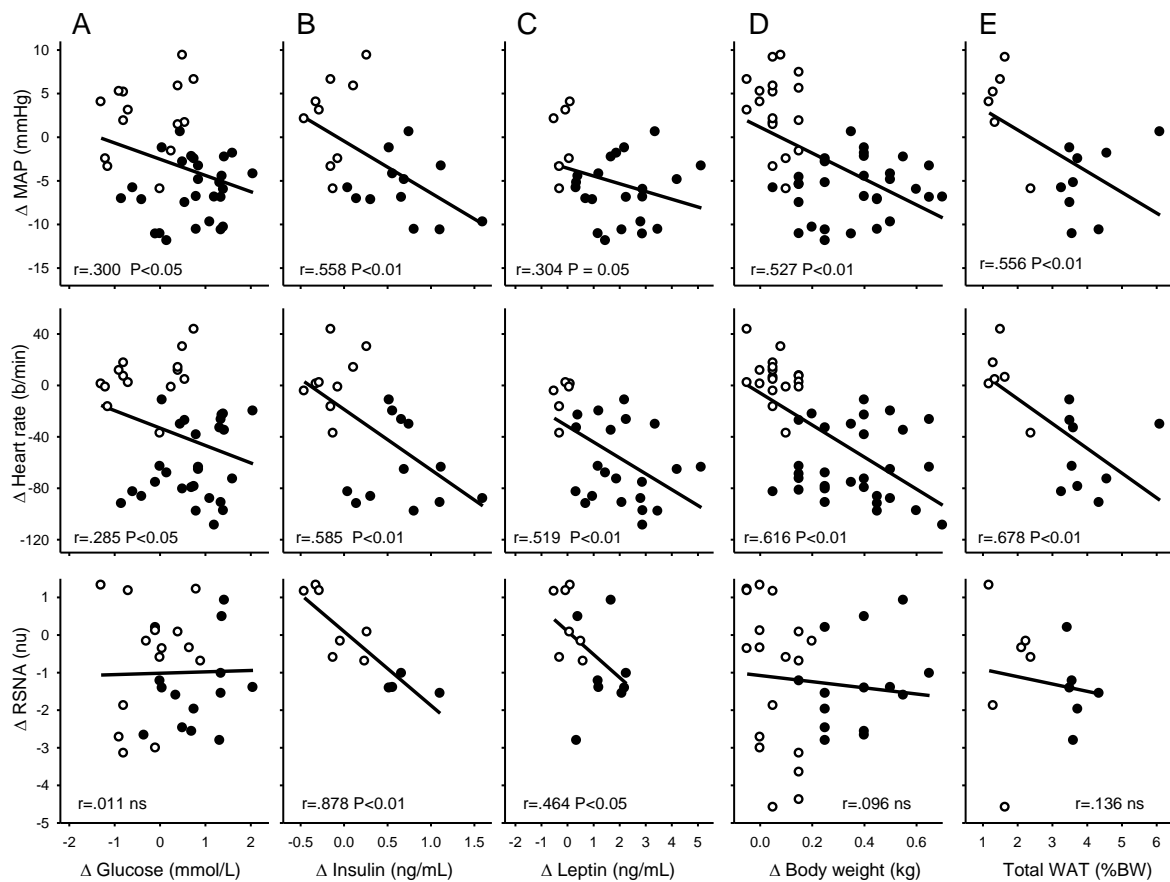 A B C D E
10
5
0
-5
-10
-15
Δ MAP (mmHg)
r=.300 P<0.05
r=.558 P<0.01
r=.304 P = 0.05
r=.527 P<0.01
r=.556 P<0.01
40
0
-40
-80
-120
Δ Heart rate (b/min)
r=.285 P<0.05
r=.585 P<0.01
r=.519 P<0.01
r=.616 P<0.01
r=.678 P<0.01
1
0
-1
-2
-3
-4
-5
Δ RSNA (nu)
r=.011 ns
r=.878 P<0.01
r=.464 P<0.05
r=.096 ns
r=.136 ns
-2 -1 0 1 2
-0.5 0.0 0.5 1.0 1.5
-2 -1 0 1 2 3 4 5
0.0 0.2 0.4 0.6
1 2 3 4 5 6
Δ Glucose (mmol/L)
Δ Insulin (ng/mL)
Δ Leptin (ng/mL)
Δ Body weight (kg)
Total WAT (%BW)